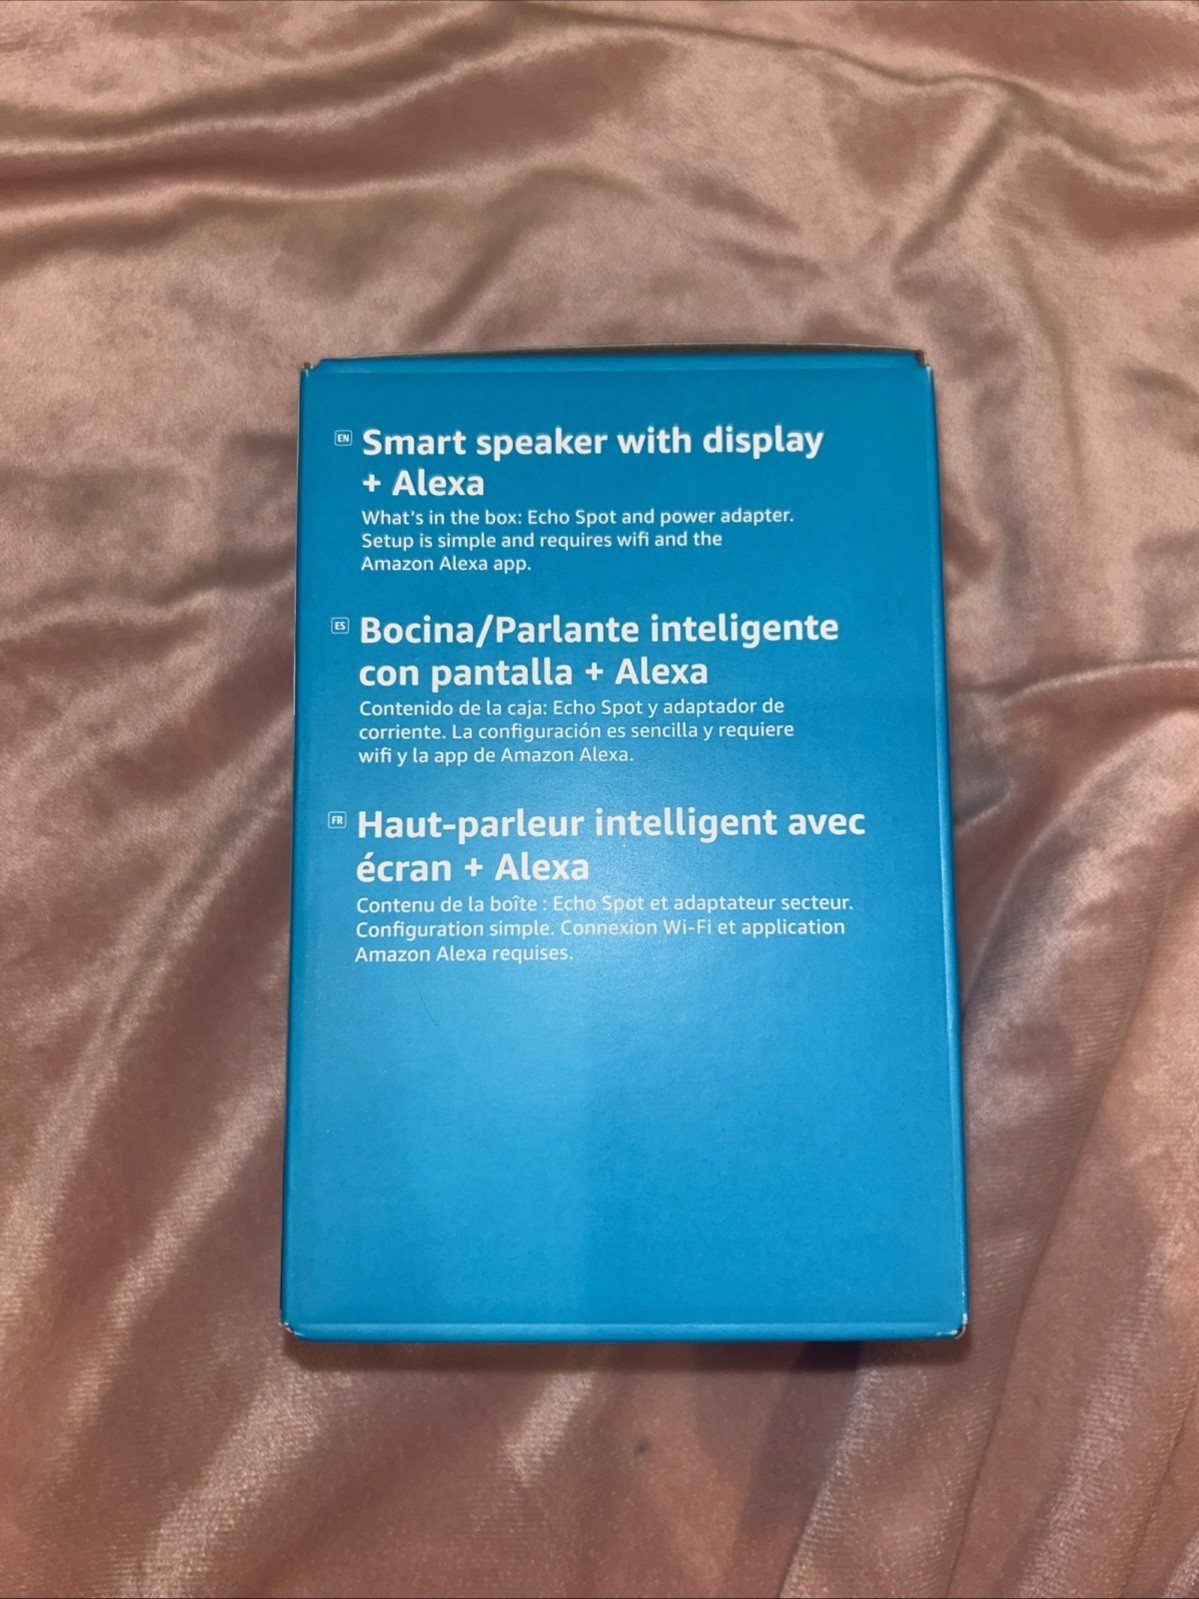 EN Smart speaker with display
+ Alexa
What's in the box: Echo Spot and power adapter.
Setup is simple and requires wifi and the
Amazon Alexa app.
ES Bocina/Parlante inteligente
con pantalla + Alexa
Contenido de la caja: Echo Spot y adaptador de
corriente. La configuración es sencilla y requiere
wifi y la app de Amazon Alexa.
FR Haut-parleur intelligent avec
écran + Alexa
Contenu de la boîte : Echo Spot et adaptateur secteur.
Configuration simple. Connexion Wi-Fi et application
Amazon Alexa requises.